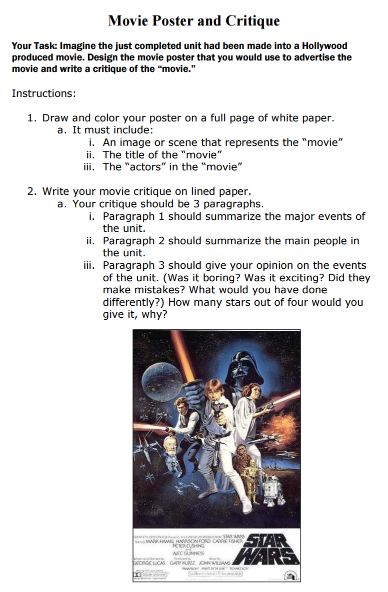 Movie Poster and Critique
Your Task: Imagine the just completed unit had been made into a Hollywood
produced movie. Design the movie poster that you would use to advertise the
movie and write a critique of the “movie.”
Instructions:
1. Draw and color your poster on a full page of white paper.
a. It must include:
i. An image or scene that represents the “movie”
ii. The title of the “movie”
iii. The “actors” in the “movie”
2. Write your movie critique on lined paper.
a. Your critique should be 3 paragraphs.
i. Paragraph 1 should summarize the major events of
the unit.
ii. Paragraph 2 should summarize the main people in
the unit.
iii. Paragraph 3 should give your opinion on the events
of the unit. (Was it boring? Was it exciting? Did they
make mistakes? What would you have done
differently?) How many stars out of four would you
give it, why?
MARK HAMILL HARRISON FORD CARRIE FISHER
PETER CUSHING
ALEC GUINNESS
GEORGE LUCAS GARY KURTZ JOHN WILLIAMS
STAR
WARS